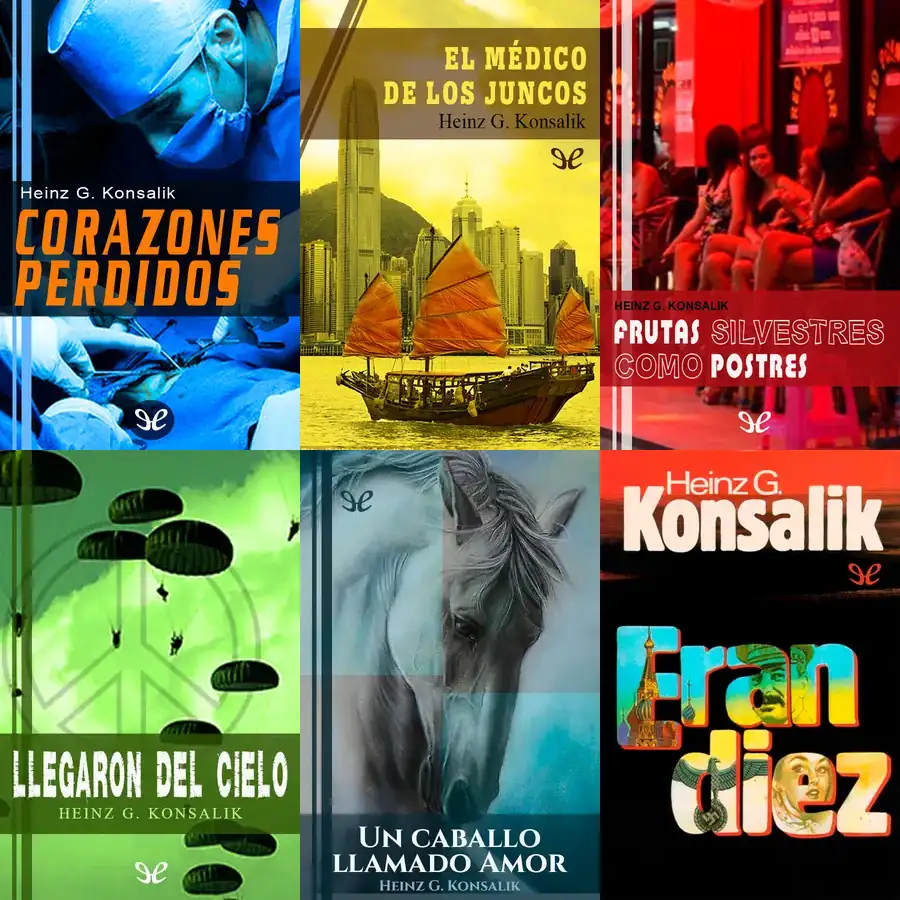 Heinz G. Konsalik
CORAZONES
PERDIDOS
EL MÉDICO
DE LOS JUNCOS
Heinz G. Konsalik
HEINZ G. KONSALIK
FRUTAS SILVESTRES
COMO POSTRES
LLEGARON DEL CIELO
HEINZ G. KONSALIK
UN CABALLO
LLAMADO AMOR
HEINZ G. KONSALIK
Heinz G.
Konsalik
Eran
diez